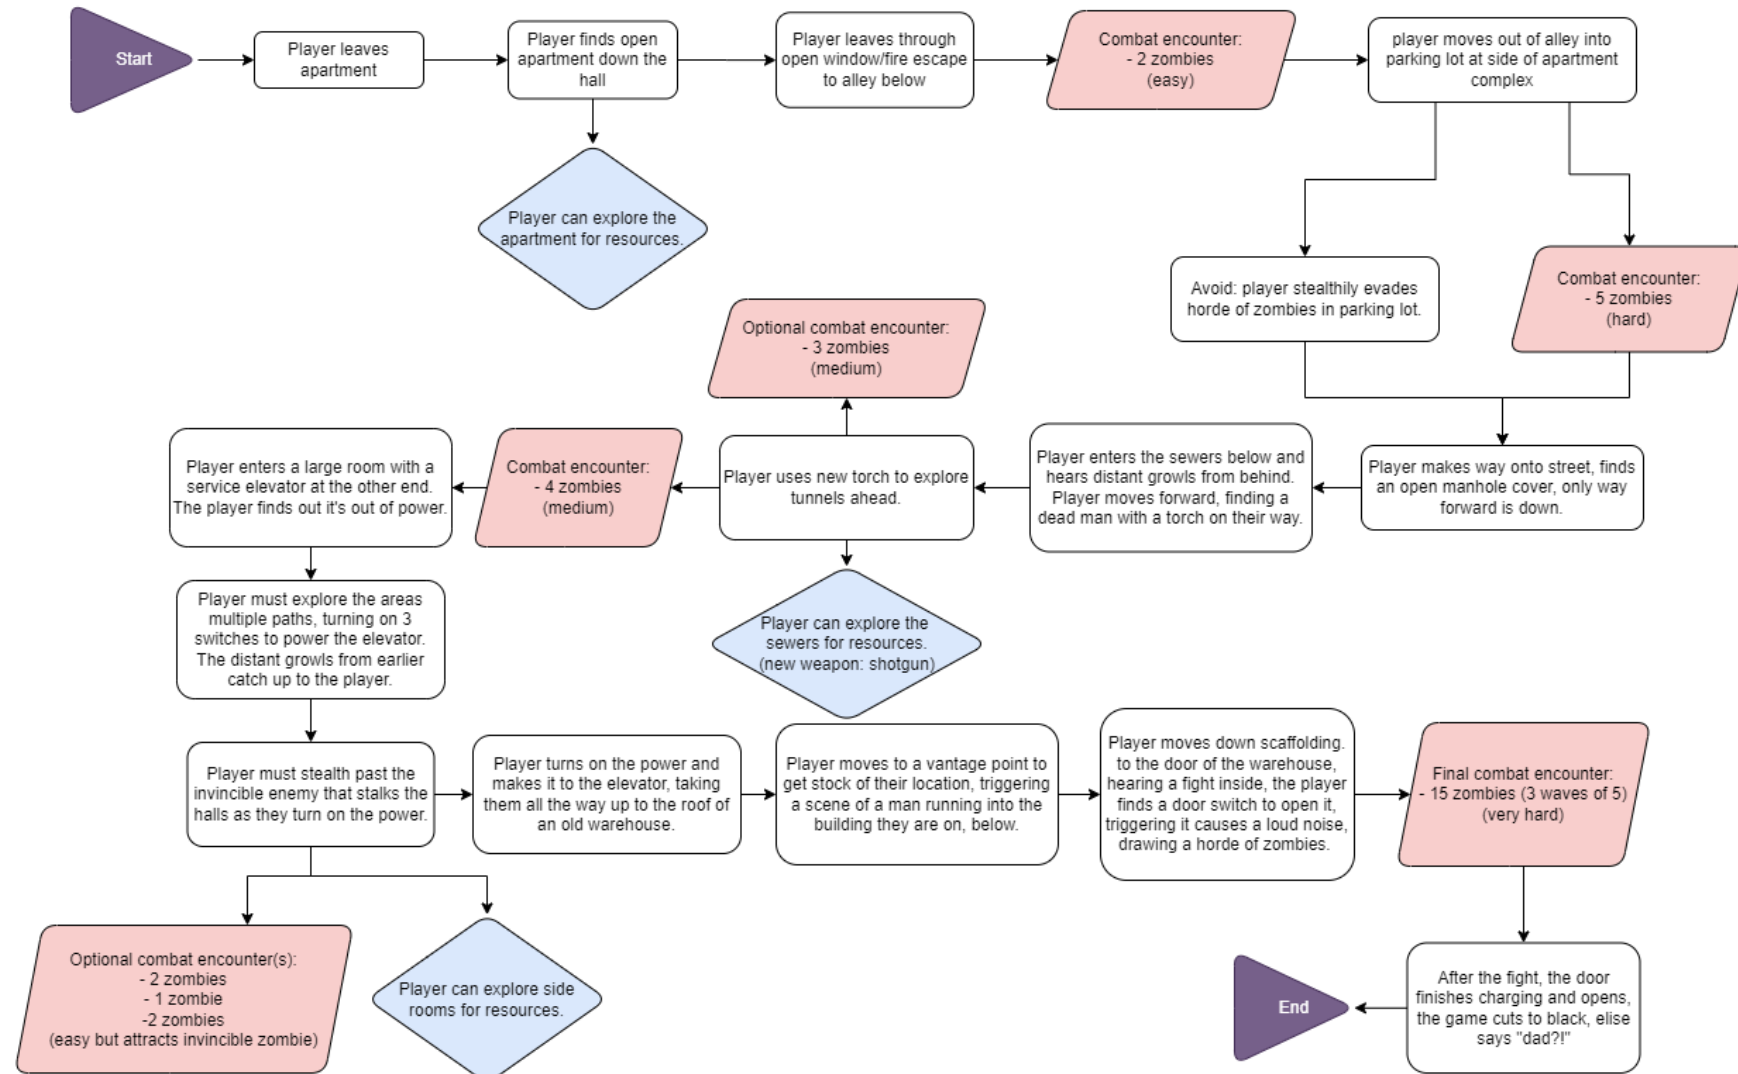 Start
Player leaves
apartment
Player finds open
apartment down the
hall
Player leaves through
open window/fire escape
to alley below
Combat encounter:
- 2 zombies
(easy)
player moves out of alley into
parking lot at side of apartment
complex
Player can explore the
apartment for resources.
Avoid: player stealthily evades
horde of zombies in parking lot.
Combat encounter:
- 5 zombies
(hard)
Optional combat encounter:
- 3 zombies
(medium)
Player makes way onto street, finds
an open manhole cover, only way
forward is down.
Player enters the sewers below and
hears distant growls from behind.
Player moves forward, finding a
dead man with a torch on their way.
Player uses new torch to explore
tunnels ahead.
Combat encounter:
- 4 zombies
(medium)
Player enters a large room with a
service elevator at the other end.
The player finds out it's out of power.
Player can explore the
sewers for resources.
(new weapon: shotgun)
Player must explore the areas
multiple paths, turning on 3
switches to power the elevator.
The distant growls from earlier
catch up to the player.
Player must stealth past the
invincible enemy that stalks the
halls as they turn on the power.
Player turns on the power and
makes it to the elevator, taking
them all the way up to the roof of
an old warehouse.
Player moves to a vantage point to
get stock of their location, triggering
a scene of a man running into the
building they are on, below.
Player moves down scaffolding.
to the door of the warehouse,
hearing a fight inside, the player
finds a door switch to open it,
triggering it causes a loud noise,
drawing a horde of zombies.
Final combat encounter:
- 15 zombies (3 waves of 5)
(very hard)
Optional combat encounter(s):
- 2 zombies
- 1 zombie
-2 zombies
(easy but attracts invincible zombie)
Player can explore side
rooms for resources.
After the fight, the door
finishes charging and opens,
the game cuts to black, elise
says "dad?!"
End